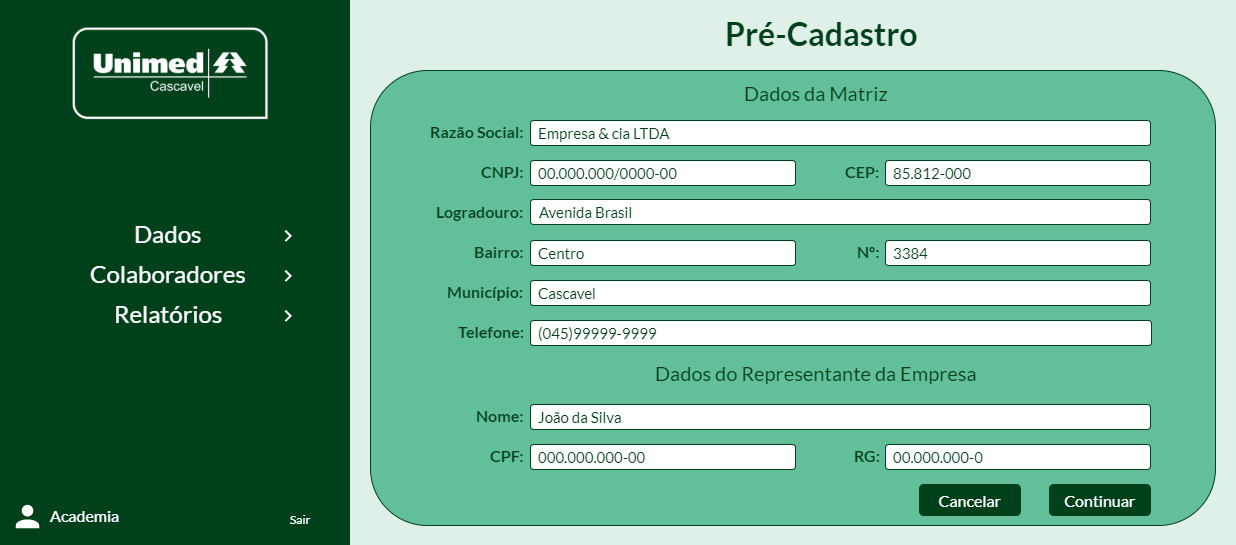 Unimed
Cascavel
Dados
Colaboradores
Relatórios
Academia
Sair
Pré-Cadastro
Dados da Matriz
Razão Social: Empresa & cia LTDA
CNPJ: 00.000.000/0000-00 CEP: 85.812-000
Logradouro: Avenida Brasil
Bairro: Centro Nº: 3384
Município: Cascavel
Telefone: (045)99999-9999
Dados do Representante da Empresa
Nome: João da Silva
CPF: 000.000.000-00 RG: 00.000.000-0
Cancelar Continuar